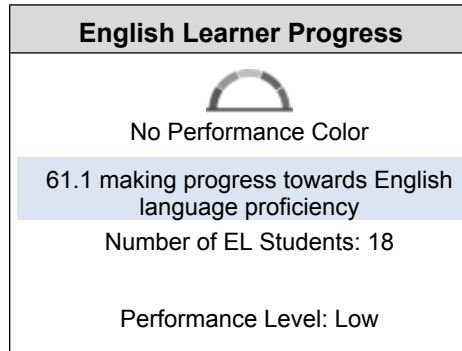 English Learner Progress
No Performance Color
61.1 making progress towards English
language proficiency
Number of EL Students: 18
Performance Level: Low